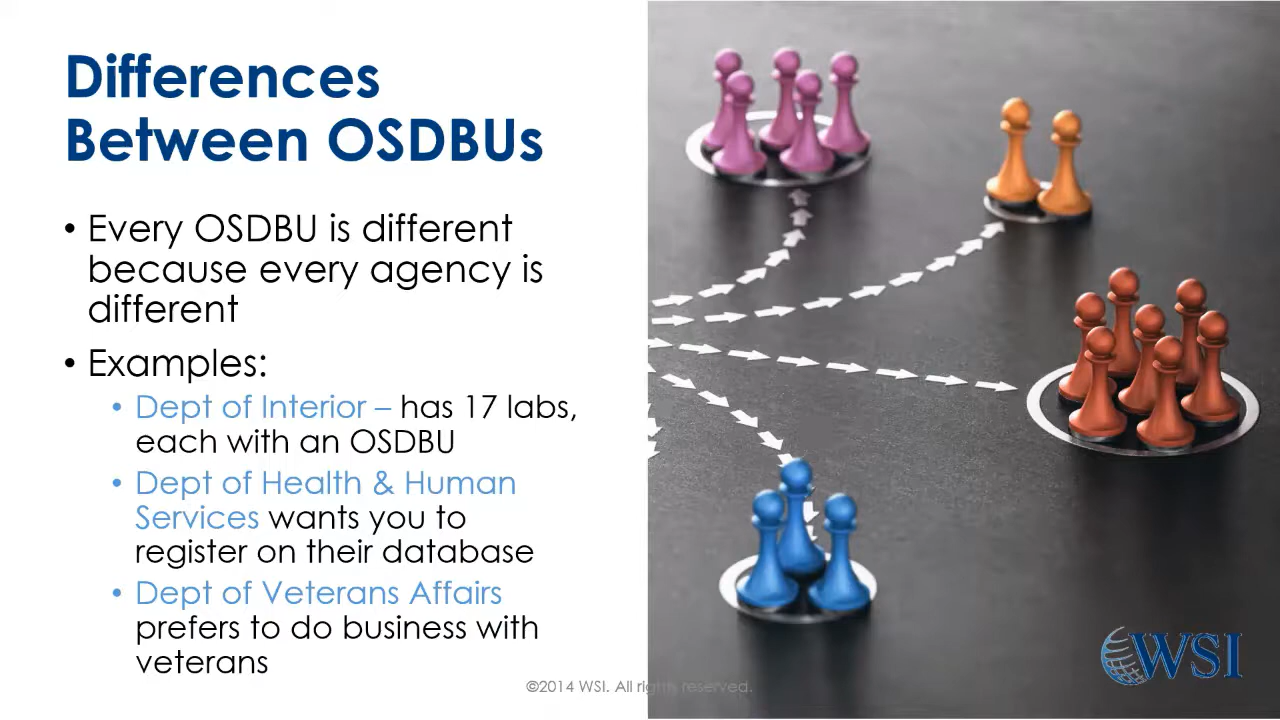 Differences
Between OSDBUs
• Every OSDBU is different
because every agency is
different
• Examples:
• Dept of Interior – has 17 labs,
each with an OSDBU
• Dept of Health & Human
Services wants you to
register on their database
• Dept of Veterans Affairs
prefers to do business with
veterans
©2014 WSI. All rights reserved.
WSI